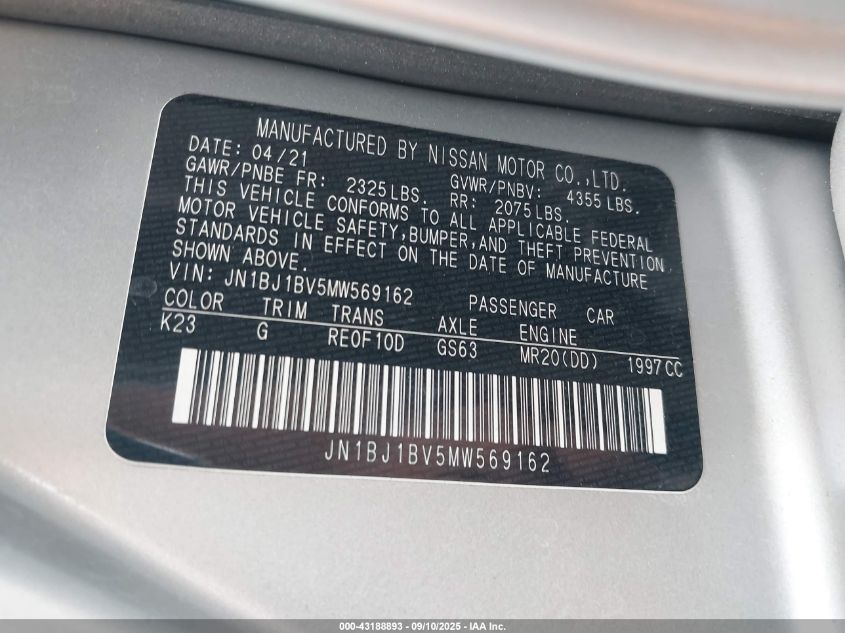 MANUFACTURED BY NISSAN MOTOR CO.,LTD.
DATE: 04/21 GVWR/PNBV: 4355 LBS.
GAWR/PNBE FR: 2325 LBS. RR: 2075 LBS.
THIS VEHICLE CONFORMS TO ALL APPLICABLE FEDERAL
MOTOR VEHICLE SAFETY,BUMPER,AND THEFT PREVENTION
STANDARDS IN EFFECT ON THE DATE OF MANUFACTURE
SHOWN ABOVE.
VIN: JN1BJ1BV5MW569162 PASSENGER CAR
COLOR TRIM TRANS AXLE ENGINE
K23 G RE0F10D GS63 MR20(DD) 1997CC
JN1BJ1BV5MW569162
000-43188893 - 09/10/2025 - IAA Inc.